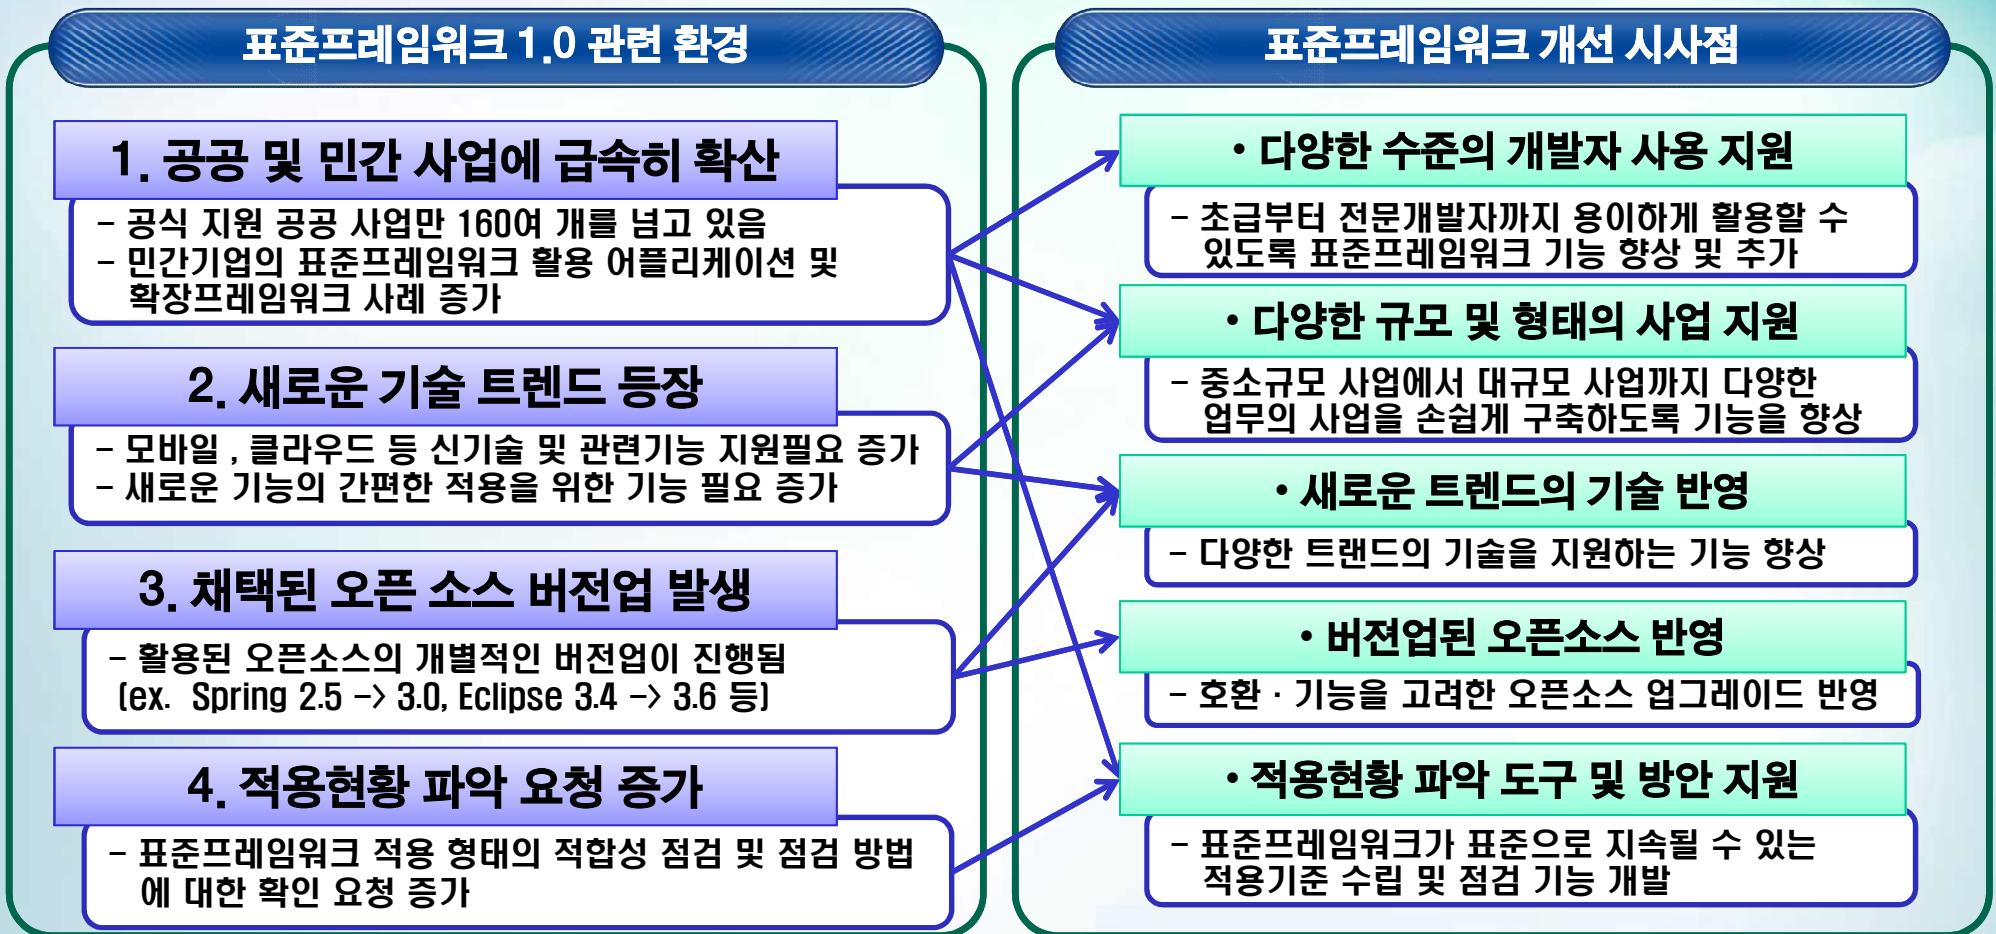 표준프레임워크 1.0 관련 환경
1. 공공 및 민간 사업에 급속히 확산
- 공식 지원 공공 사업만 160여 개를 넘고 있음
- 민간기업의 표준프레임워크 활용 어플리케이션 및
확장프레임워크 사례 증가
2. 새로운 기술 트렌드 등장
- 모바일 , 클라우드 등 신기술 및 관련기능 지원필요 증가
- 새로운 기능의 간편한 적용을 위한 기능 필요 증가
3. 채택된 오픈 소스 버전업 발생
- 활용된 오픈소스의 개별적인 버전업이 진행됨
(ex. Spring 2.5 -> 3.0, Eclipse 3.4 -> 3.6 등)
4. 적용현황 파악 요청 증가
- 표준프레임워크 적용 형태의 적합성 점검 및 점검 방법
에 대한 확인 요청 증가
표준프레임워크 개선 시사점
• 다양한 수준의 개발자 사용 지원
- 초급부터 전문개발자까지 용이하게 활용할 수
있도록 표준프레임워크 기능 향상 및 추가
• 다양한 규모 및 형태의 사업 지원
- 중소규모 사업에서 대규모 사업까지 다양한
업무의 사업을 손쉽게 구축하도록 기능을 향상
• 새로운 트렌드의 기술 반영
- 다양한 트랜드의 기술을 지원하는 기능 향상
• 버젼업된 오픈소스 반영
- 호환 · 기능을 고려한 오픈소스 업그레이드 반영
• 적용현황 파악 도구 및 방안 지원
- 표준프레임워크가 표준으로 지속될 수 있는
적용기준 수립 및 점검 기능 개발